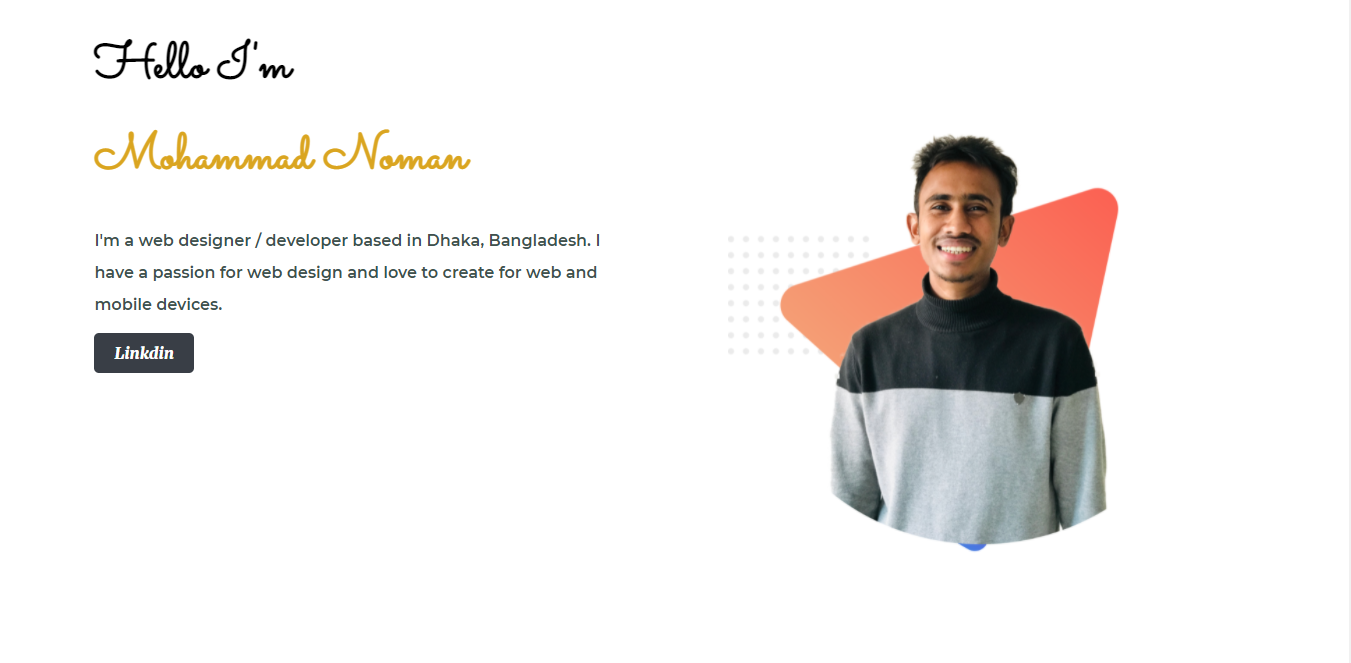 Hello I'm
Mohammad Noman
I'm a web designer / developer based in Dhaka, Bangladesh. I
have a passion for web design and love to create for web and
mobile devices.
Linkdin